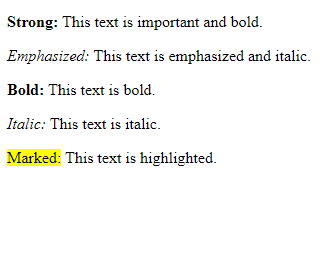 Strong: This text is important and bold.
Emphasized: This text is emphasized and italic.
Bold: This text is bold.
Italic: This text is italic.
Marked: This text is highlighted.